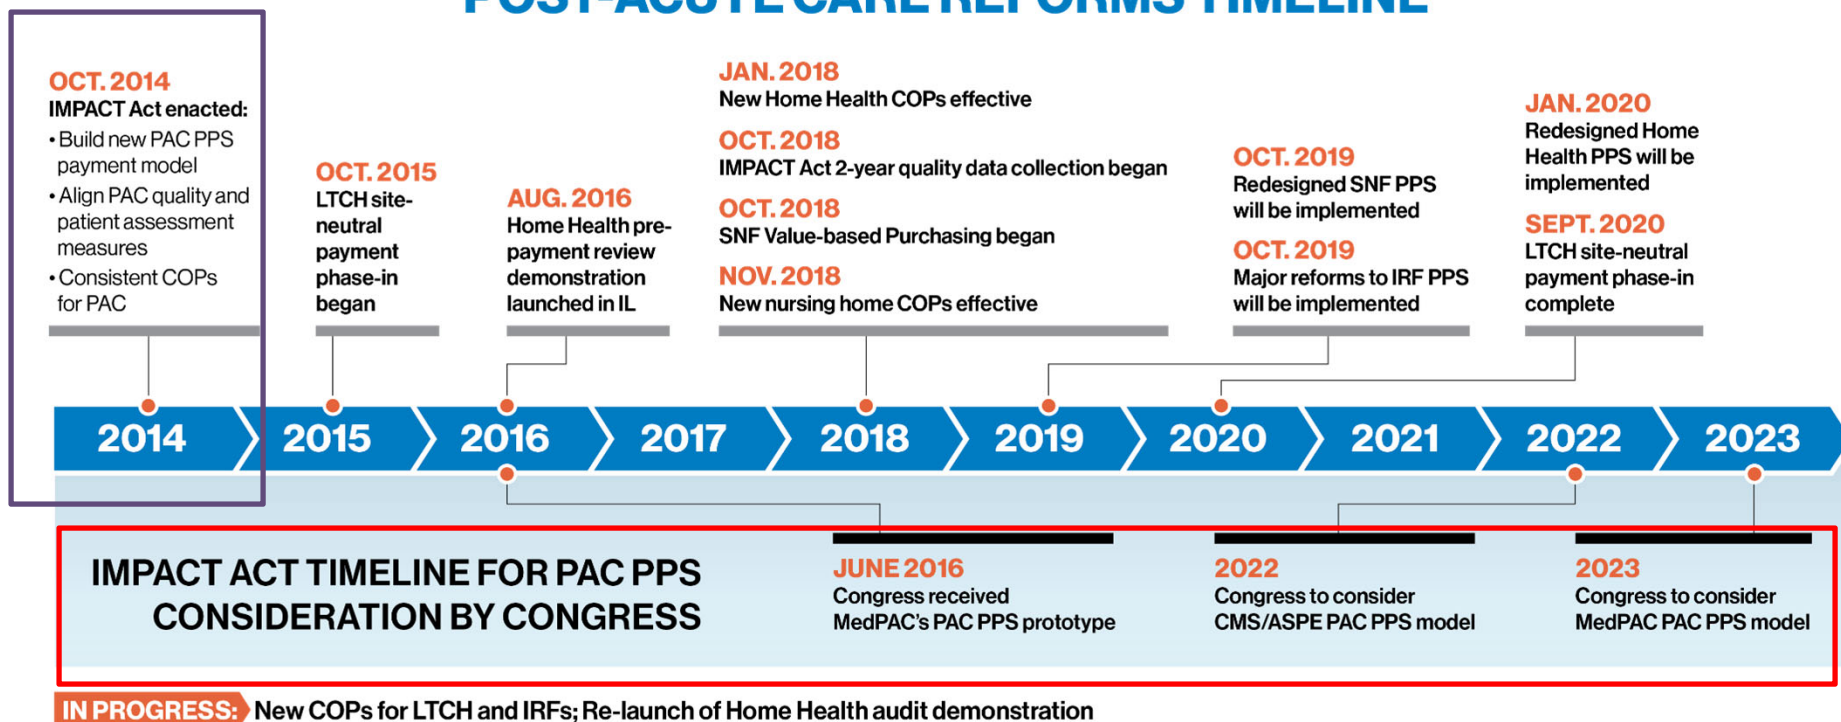 POST-ACUTE CARE REFORMS TIMELINE
OCT. 2014
IMPACT Act enacted:
• Build new PAC PPS
payment model
• Align PAC quality and
patient assessment
measures
• Consistent COPs
for PAC
OCT. 2015
LTCH site-
neutral
payment
phase-in
began
AUG. 2016
Home Health pre-
payment review
demonstration
launched in IL
JAN. 2018
New Home Health COPs effective
OCT. 2018
IMPACT Act 2-year quality data collection began
OCT. 2018
SNF Value-based Purchasing began
NOV. 2018
New nursing home COPs effective
OCT. 2019
Redesigned SNF PPS
will be implemented
OCT. 2019
Major reforms to IRF PPS
will be implemented
JAN. 2020
Redesigned Home
Health PPS will be
implemented
SEPT. 2020
LTCH site-neutral
payment phase-in
complete
2014
2015
2016
2017
2018
2019
2020
2021
2022
2023
IMPACT ACT TIMELINE FOR PAC PPS
CONSIDERATION BY CONGRESS
JUNE 2016
Congress received
MedPAC's PAC PPS prototype
2022
Congress to consider
CMS/ASPE PAC PPS model
2023
Congress to consider
MedPAC PAC PPS model
IN PROGRESS: New COPs for LTCH and IRFs; Re-launch of Home Health audit demonstration